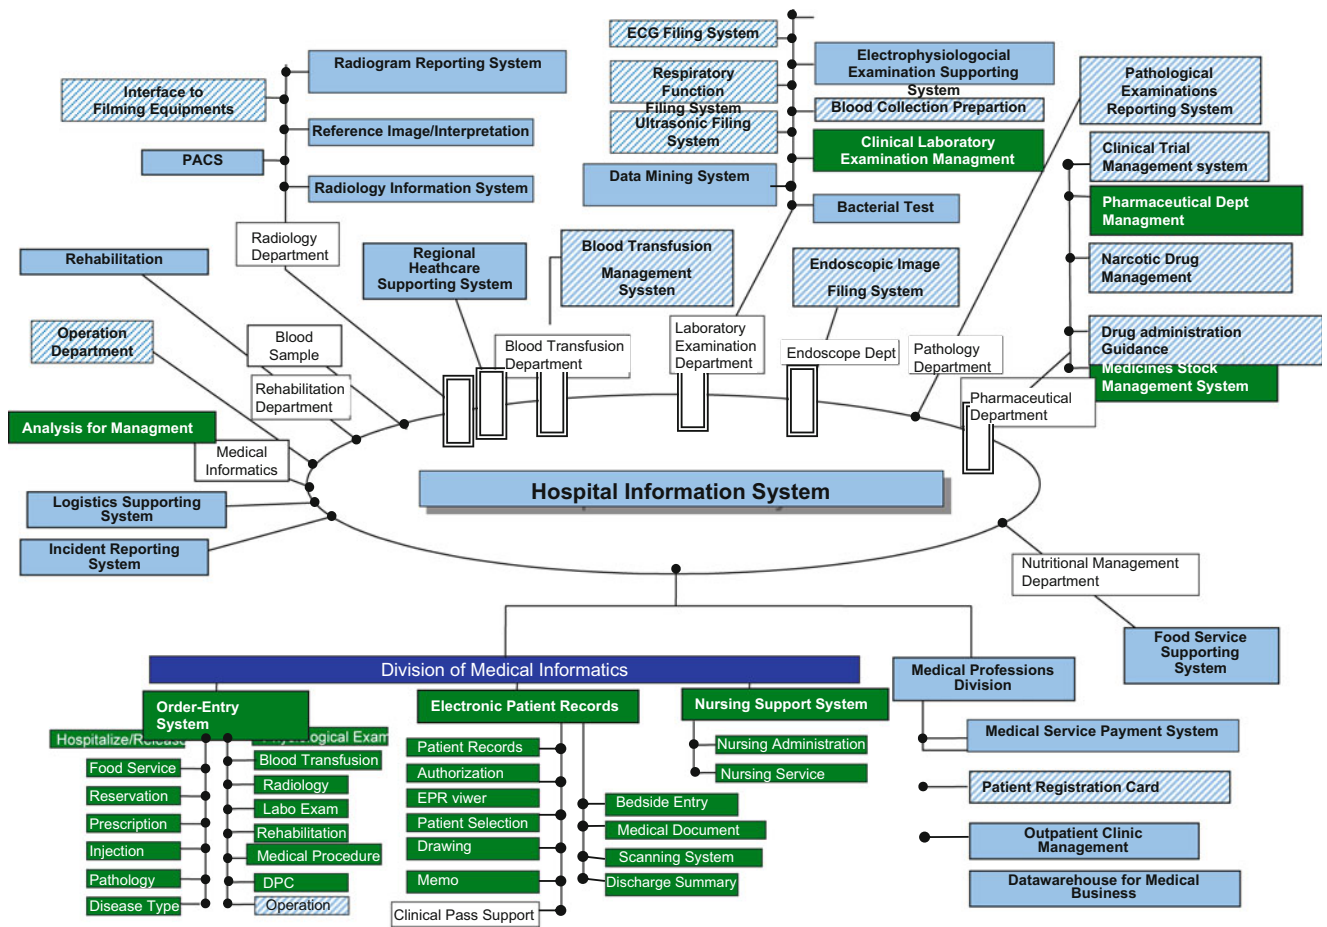 ECG Filing System
Radiogram Reporting System
Electrophysiologocial
Examination Supporting
System
Pathological
Examinations
Reporting System
Interface to
Filming Equipments
Respiratory
Function
Filing System
Blood Collection Prepartion
Reference Image/Interpretation
Ultrasonic Filing
System
Clinical Laboratory
Examination Managment
Clinical Trial
Management system
PACS
Data Mining System
Radiology Information System
Bacterial Test
Pharmaceutical Dept
Managment
Radiology
Department
Regional
Heathcare
Supporting System
Blood Transfusion
Management
Syssten
Endoscopic Image
Filing System
Narcotic Drug
Management
Rehabilitation
Operation
Department
Blood
Sample
Rehabilitation
Department
Blood Transfusion
Department
Laboratory
Examination
Department
Endoscope Dept
Pathology
Department
Drug administration
Guidance
Medicines Stock
Management System
Pharmaceutical
Department
Analysis for Managment
Medical
Informatics
Hospital Information System
Logistics Supporting
System
Incident Reporting
System
Nutritional Management
Department
Food Service
Supporting
System
Division of Medical Informatics
Medical Professions
Division
Order-Entry
System
Electronic Patient Records
Nursing Support System
Hospitalize/Release
Food Service
Reservation
Prescription
Injection
Pathology
Disease Type
Blood Transfusion
Radiology
Labo Exam
Rehabilitation
Medical Procedure
DPC
Operation
Patient Records
Authorization
EPR viwer
Patient Selection
Drawing
Memo
Clinical Pass Support
Bedside Entry
Medical Document
Scanning System
Discharge Summary
Nursing Administration
Nursing Service
Medical Service Payment System
Patient Registration Card
Outpatient Clinic
Management
Datawarehouse for Medical
Business